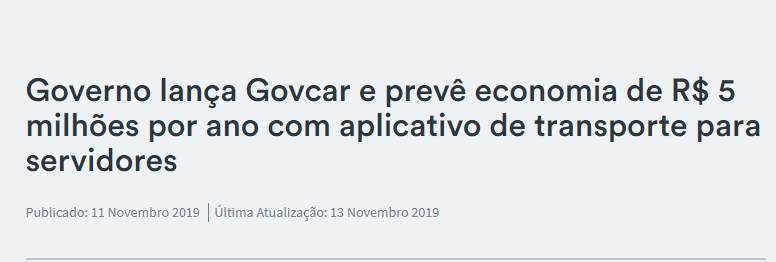 Governo lança Govcar e prevê economia de R$ 5
milhões por ano com aplicativo de transporte para
servidores
Publicado: 11 Novembro 2019 | Última Atualização: 13 Novembro 2019